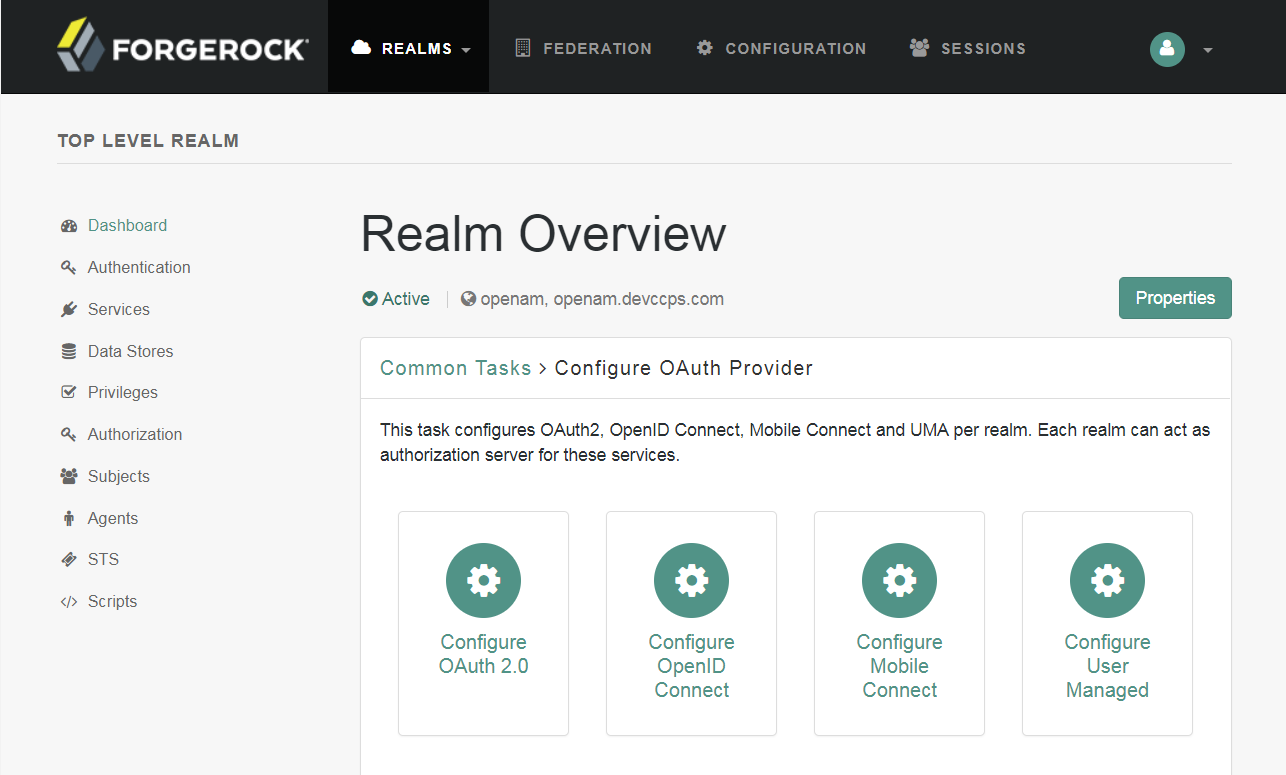 FORGEROCK REALMS FEDERATION CONFIGURATION SESSIONS
TOP LEVEL REALM
Dashboard
Authentication
Services
Data Stores
Privileges
Authorization
Subjects
Agents
STS
Scripts
Realm Overview
Active openam, openam.devccps.com
Properties
Common Tasks > Configure OAuth Provider
This task configures OAuth2, OpenID Connect, Mobile Connect and UMA per realm. Each realm can act as
authorization server for these services.
Configure
OAuth 2.0
Configure
OpenID
Connect
Configure
Mobile
Connect
Configure
User
Managed